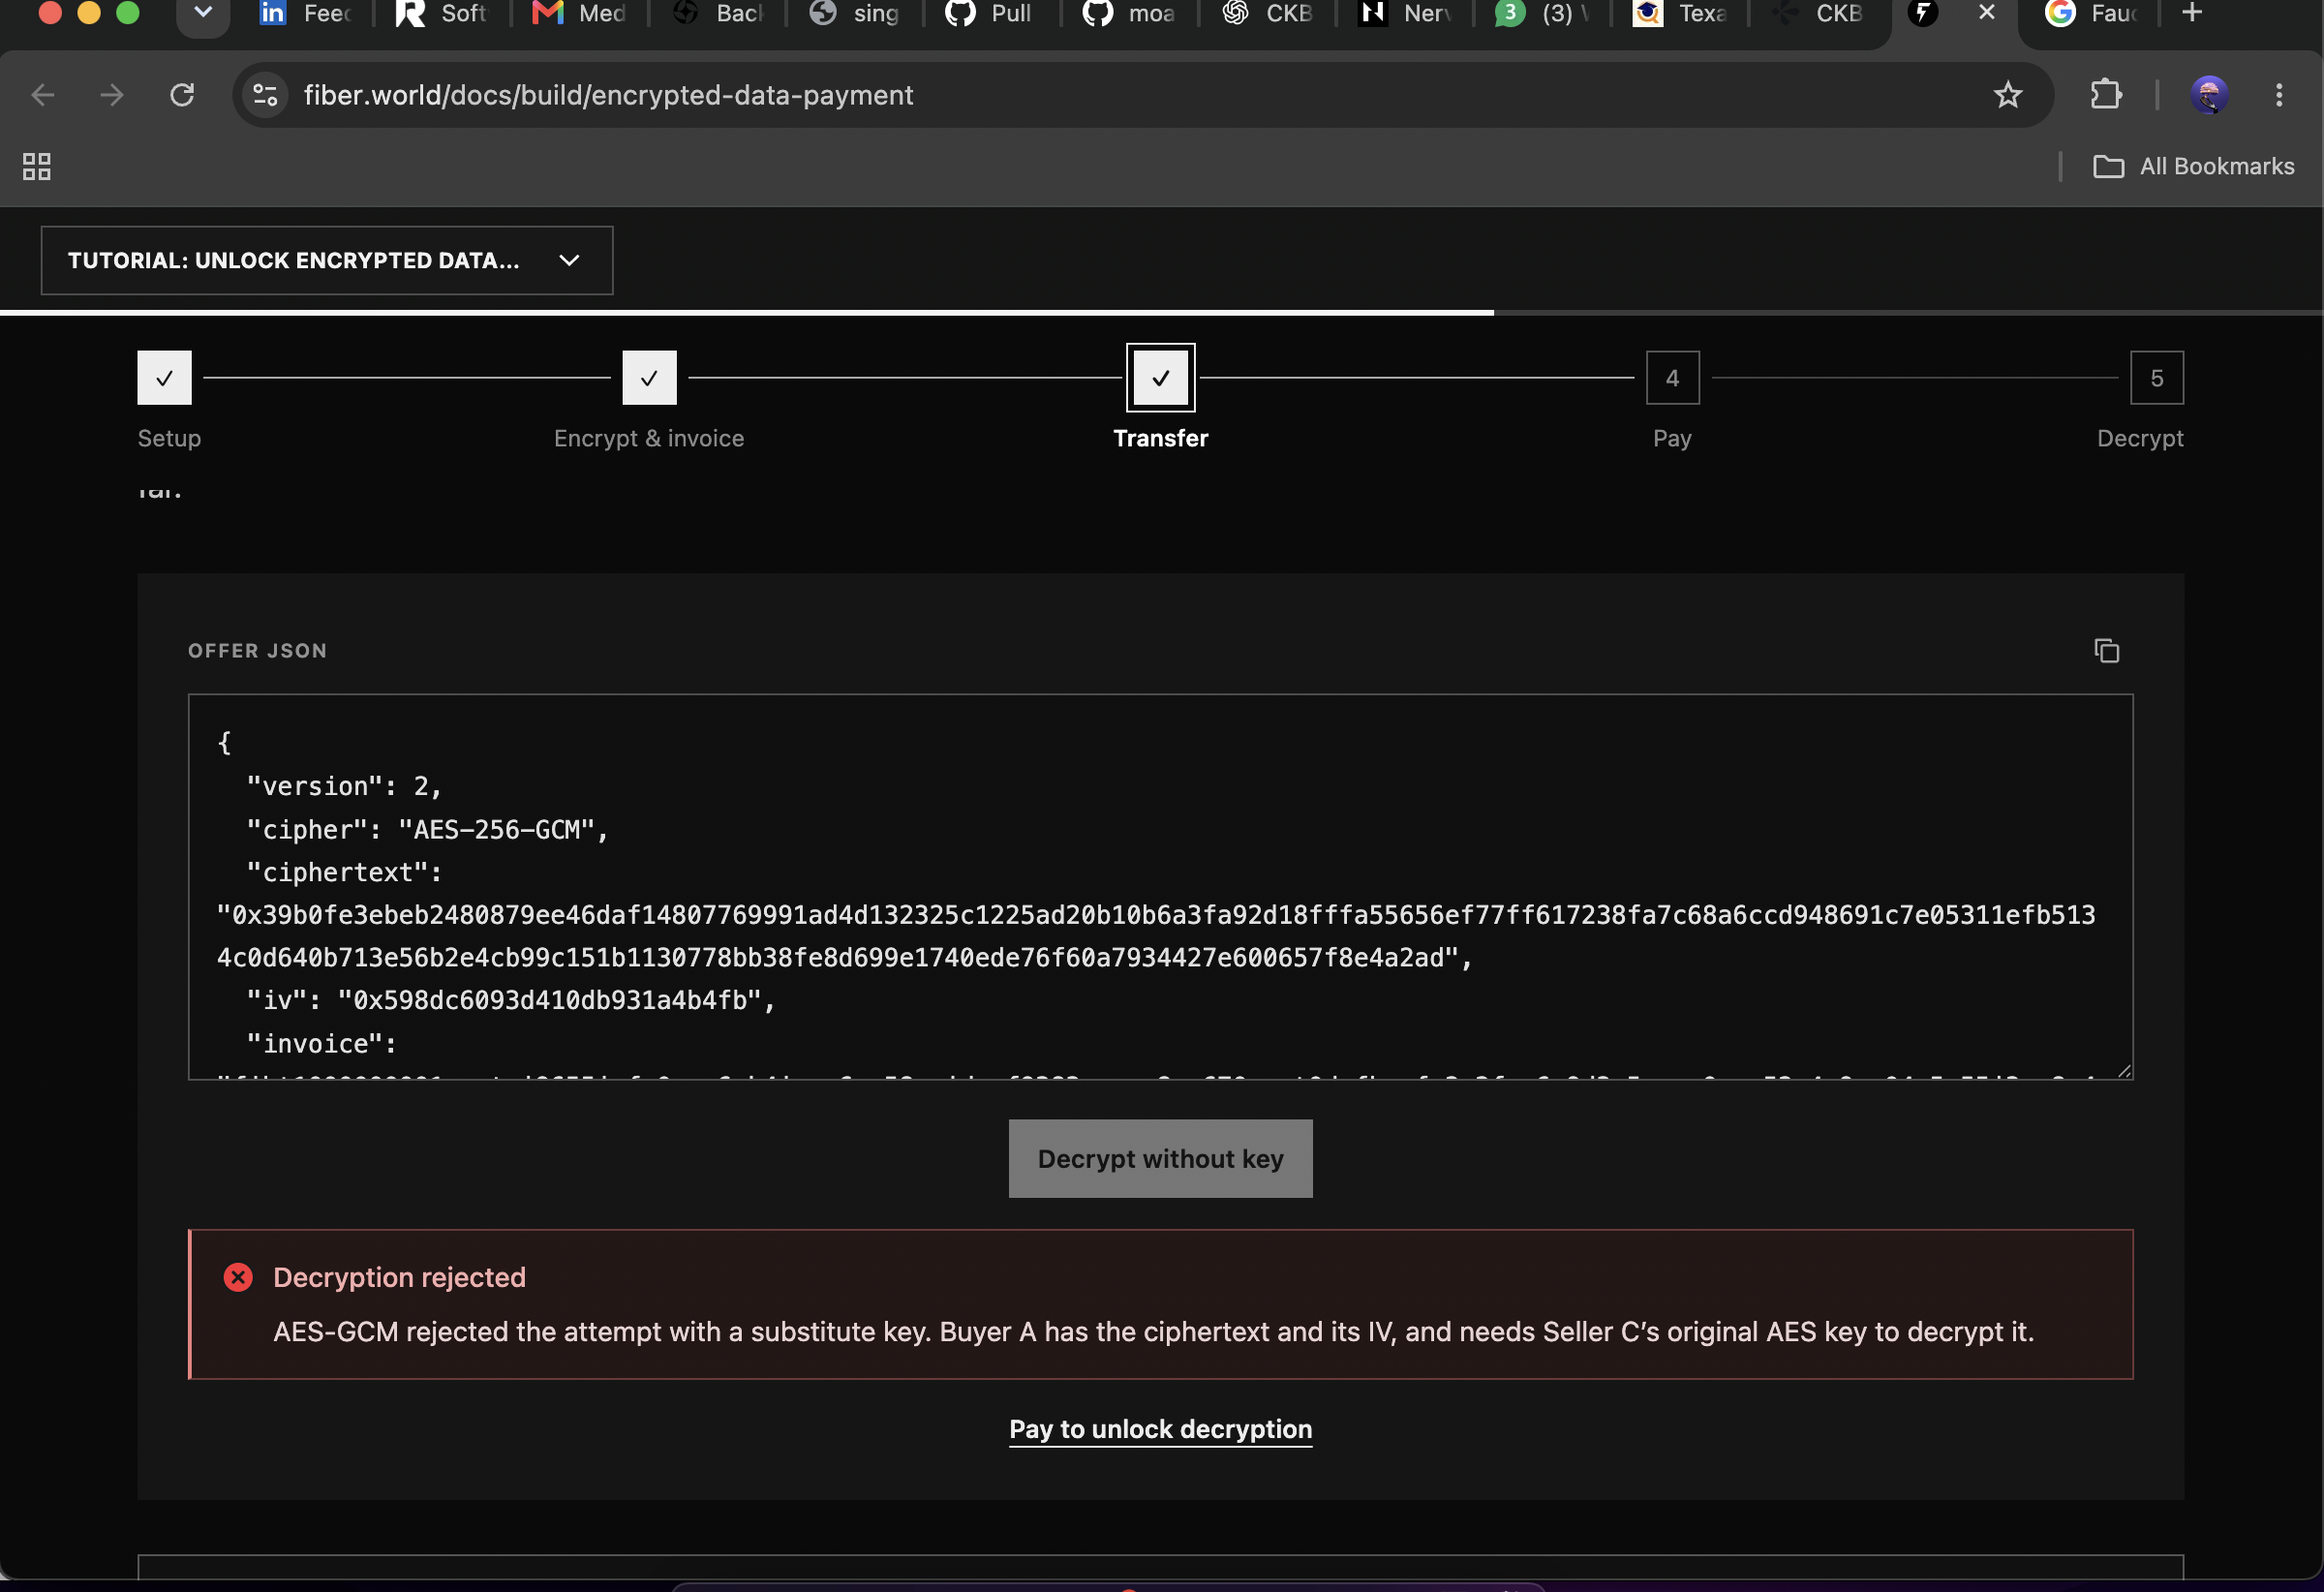 Feed
Soft
Med
Back
sing
Pull
moa
CKB
Nerv
3
(3)
Texa
CKB
Fauc
fiber.world/docs/build/encrypted-data-payment
All Bookmarks
TUTORIAL: UNLOCK ENCRYPTED DATA...
4
5
Setup
Encrypt & invoice
Transfer
Pay
Decrypt
OFFER JSON
{
"version": 2,
"cipher": "AES-256-GCM",
"ciphertext":
"0x39b0fe3ebeb2480879ee46daf14807769991ad4d132325c1225ad20b10b6a3fa92d18fffa55656ef77ff617238fa7c68a6ccd948691c7e05311efb513
4c0d640b713e56b2e4cb99c151b1130778bb38fe8d699e1740ede76f60a7934427e600657f8e4a2ad",
"iv": "0x598dc6093d410db931a4b4fb",
"invoice":
Decrypt without key
Decryption rejected
AES-GCM rejected the attempt with a substitute key. Buyer A has the ciphertext and its IV, and needs Seller C’s original AES key to decrypt it.
Pay to unlock decryption